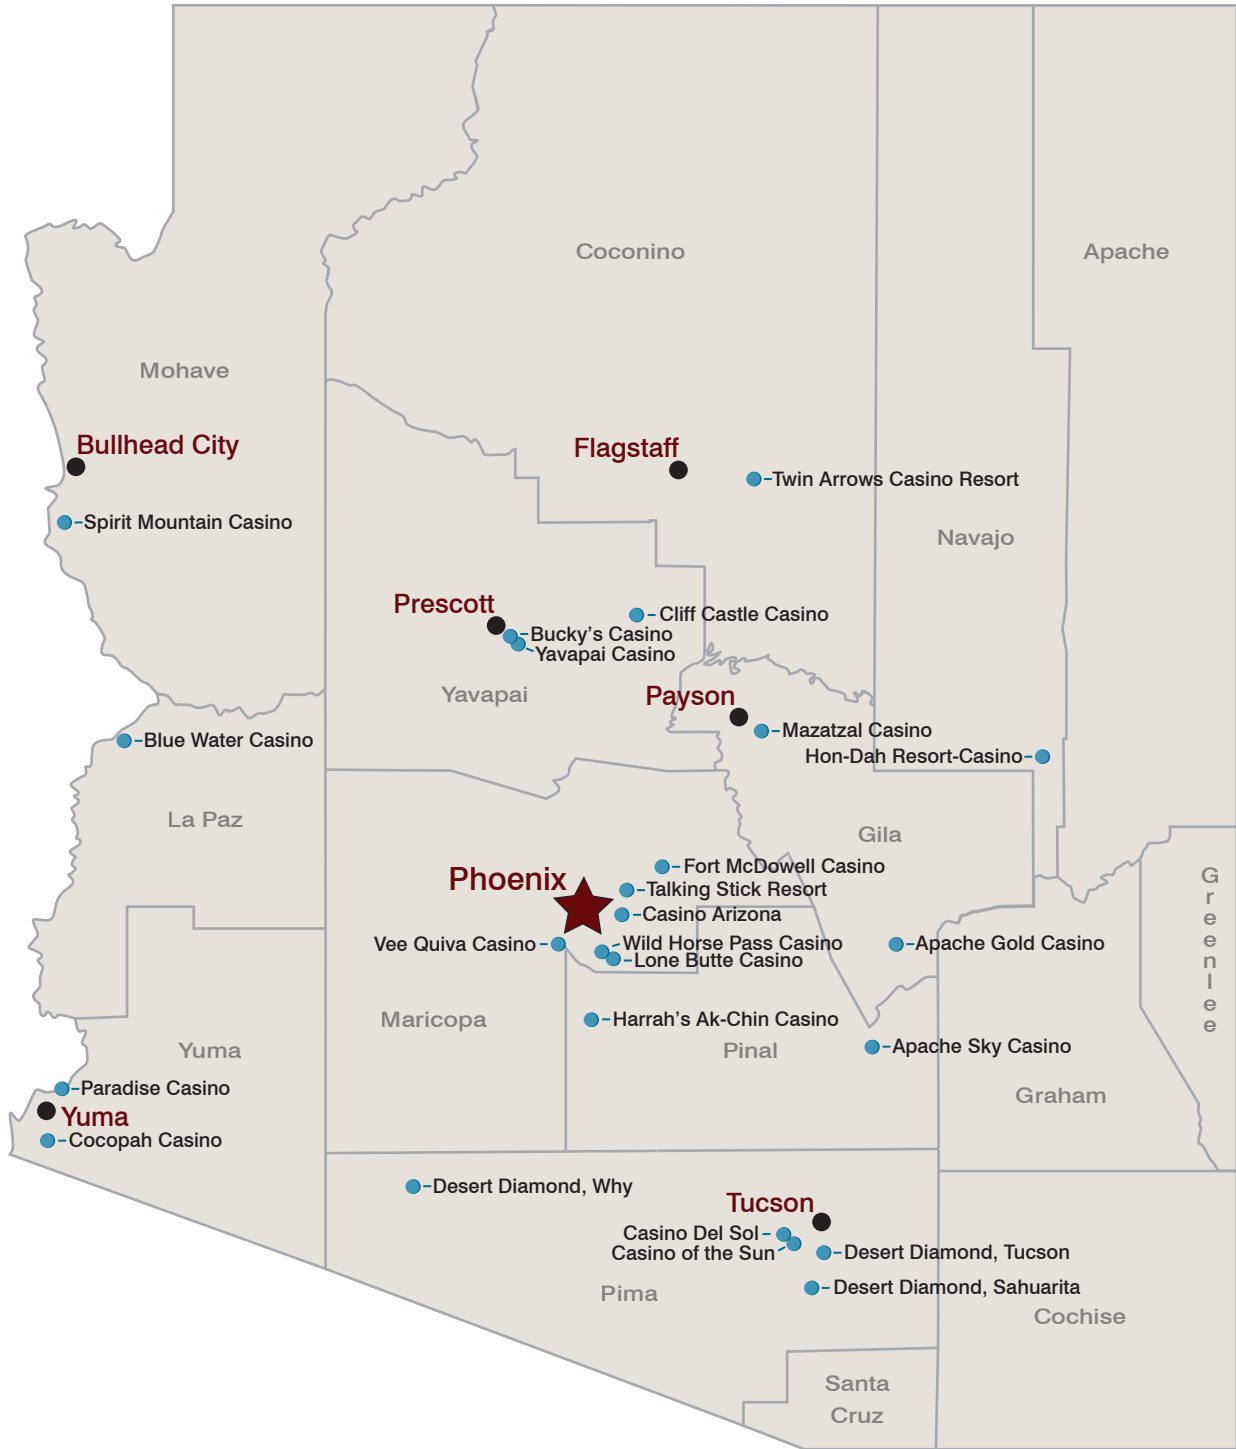 Coconino
Apache
Mohave
Bullhead City
Flagstaff
Twin Arrows Casino Resort
Spirit Mountain Casino
Navajo
Prescott
Cliff Castle Casino
Bucky's Casino
Yavapai Casino
Yavapai
Payson
Mazatzal Casino
Blue Water Casino
Hon-Dah Resort-Casino
La Paz
Gila
Phoenix
Fort McDowell Casino
Talking Stick Resort
Casino Arizona
Greenlee
Vee Quiva Casino
Wild Horse Pass Casino
Lone Butte Casino
Apache Gold Casino
Maricopa
Harrah's Ak-Chin Casino
Pinal
Apache Sky Casino
Yuma
Paradise Casino
Yuma
Cocopah Casino
Graham
Desert Diamond, Why
Tucson
Casino Del Sol
Casino of the Sun
Desert Diamond, Tucson
Desert Diamond, Sahuarita
Pima
Cochise
Santa
Cruz